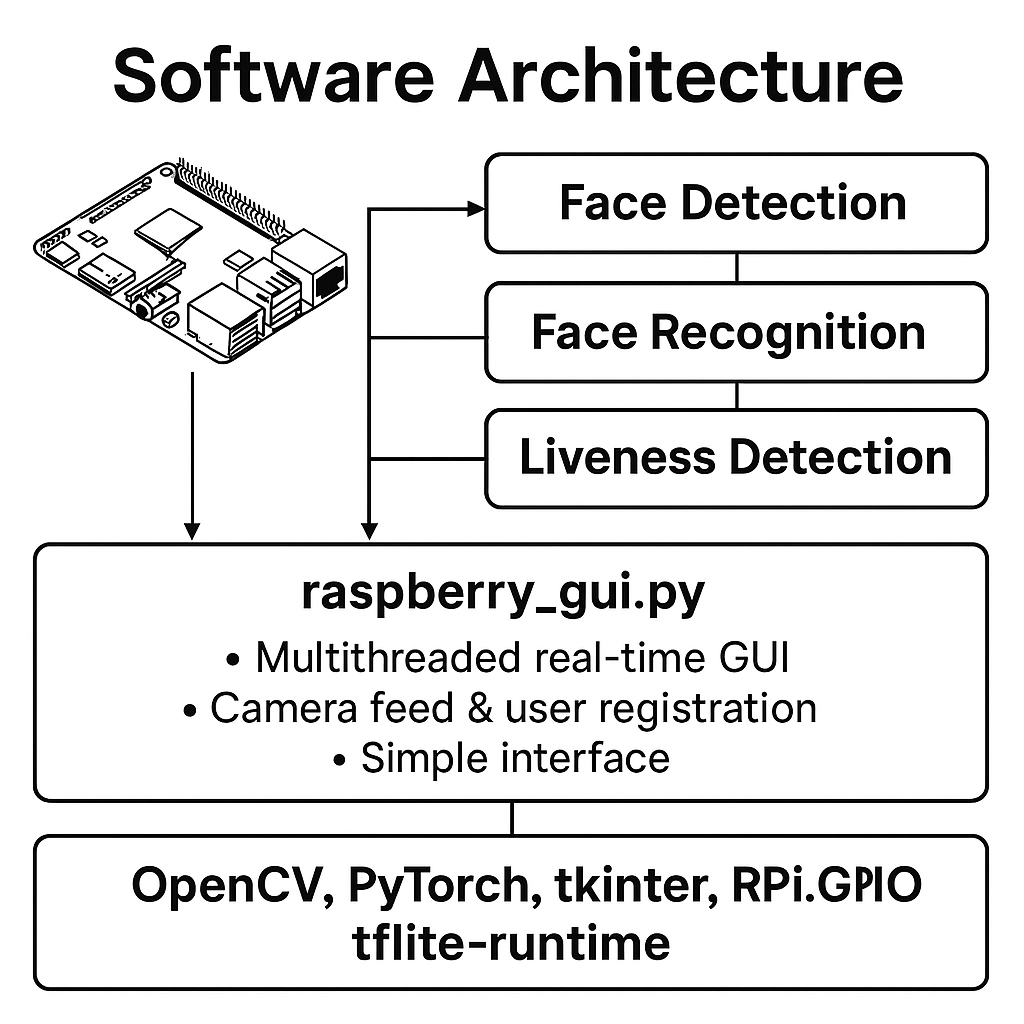 Software Architecture
Face Detection
Face Recognition
Liveness Detection
raspberry_gui.py
• Multithreaded real-time GUI
• Camera feed & user registration
• Simple interface
OpenCV, PyTorch, tkinter, RPi.GPIO
tflite-runtime